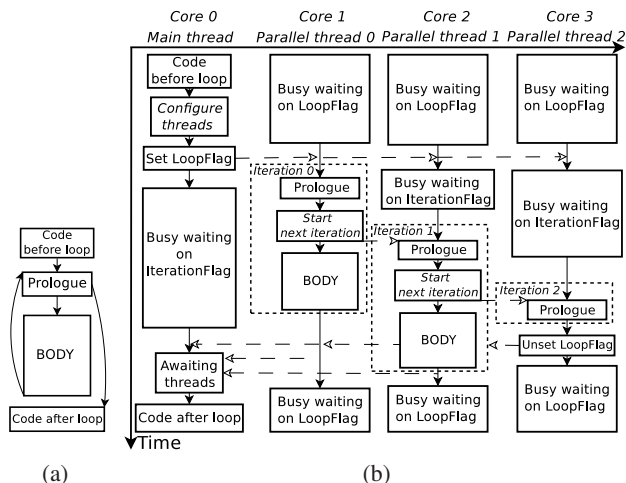 Core 0
Main thread
Core 1
Parallel thread 0
Core 2
Parallel thread 1
Core 3
Parallel thread 2
Code
before loop
Configure
threads
Set LoopFlag
Busy waiting
on
IterationFlag
Awaiting
threads
Code after loop
Busy waiting
on LoopFlag
Iteration 0
Prologue
Start
next iteration
BODY
Busy waiting
on LoopFlag
Busy waiting
on LoopFlag
Busy waiting
on IterationFlag
Iteration 1
Prologue
Start
next iteration
BODY
Busy waiting
on LoopFlag
Busy waiting
on LoopFlag
Busy waiting
on IterationFlag
Iteration 2
Prologue
Unset LoopFlag
Busy waiting
on LoopFlag
Time
Code
before loop
Prologue
BODY
Code after loop
(a)
(b)